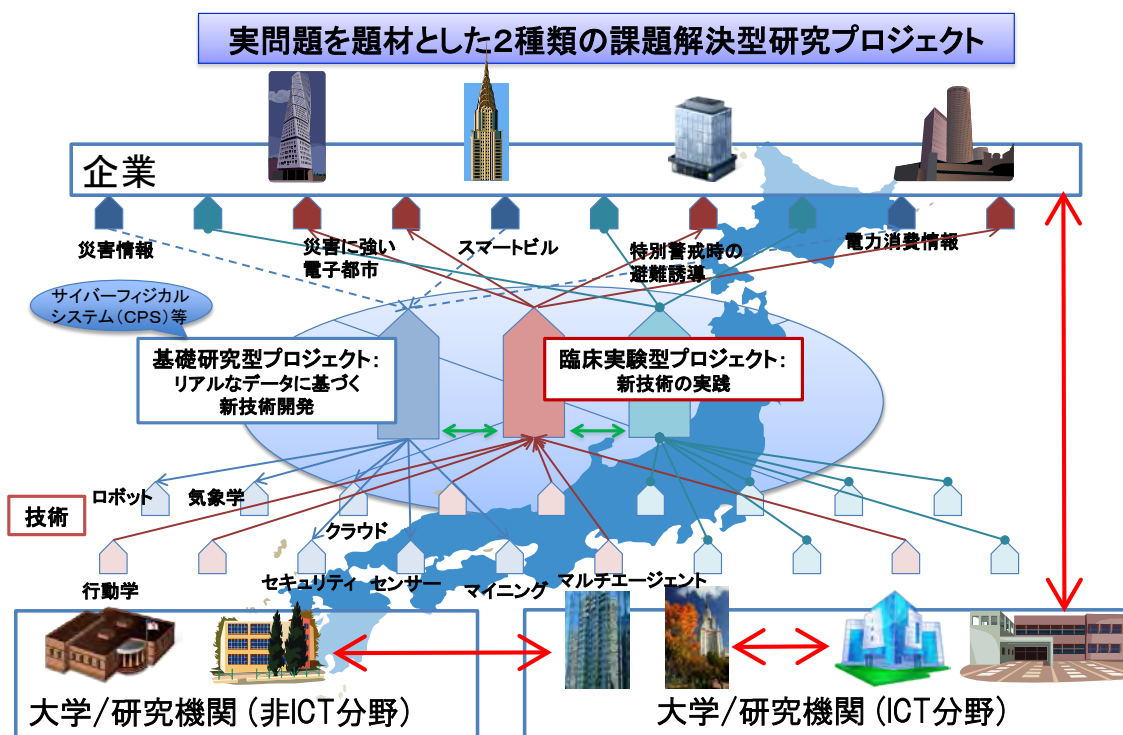 実問題を題材とした2種類の課題解決型研究プロジェクト
企業
災害情報
災害に強い
電子都市
スマートビル
特別警戒時の
避難誘導
電力消費情報
サイバーフィジカル
システム(CPS)等
基礎研究型プロジェクト:
リアルなデータに基づく
新技術開発
臨床実験型プロジェクト:
新技術の実践
ロボット
気象学
技術
クラウド
行動学
セキュリティ
センサー
マイニング
マルチエージェント
大学/研究機関(非ICT分野)
大学/研究機関(ICT分野)